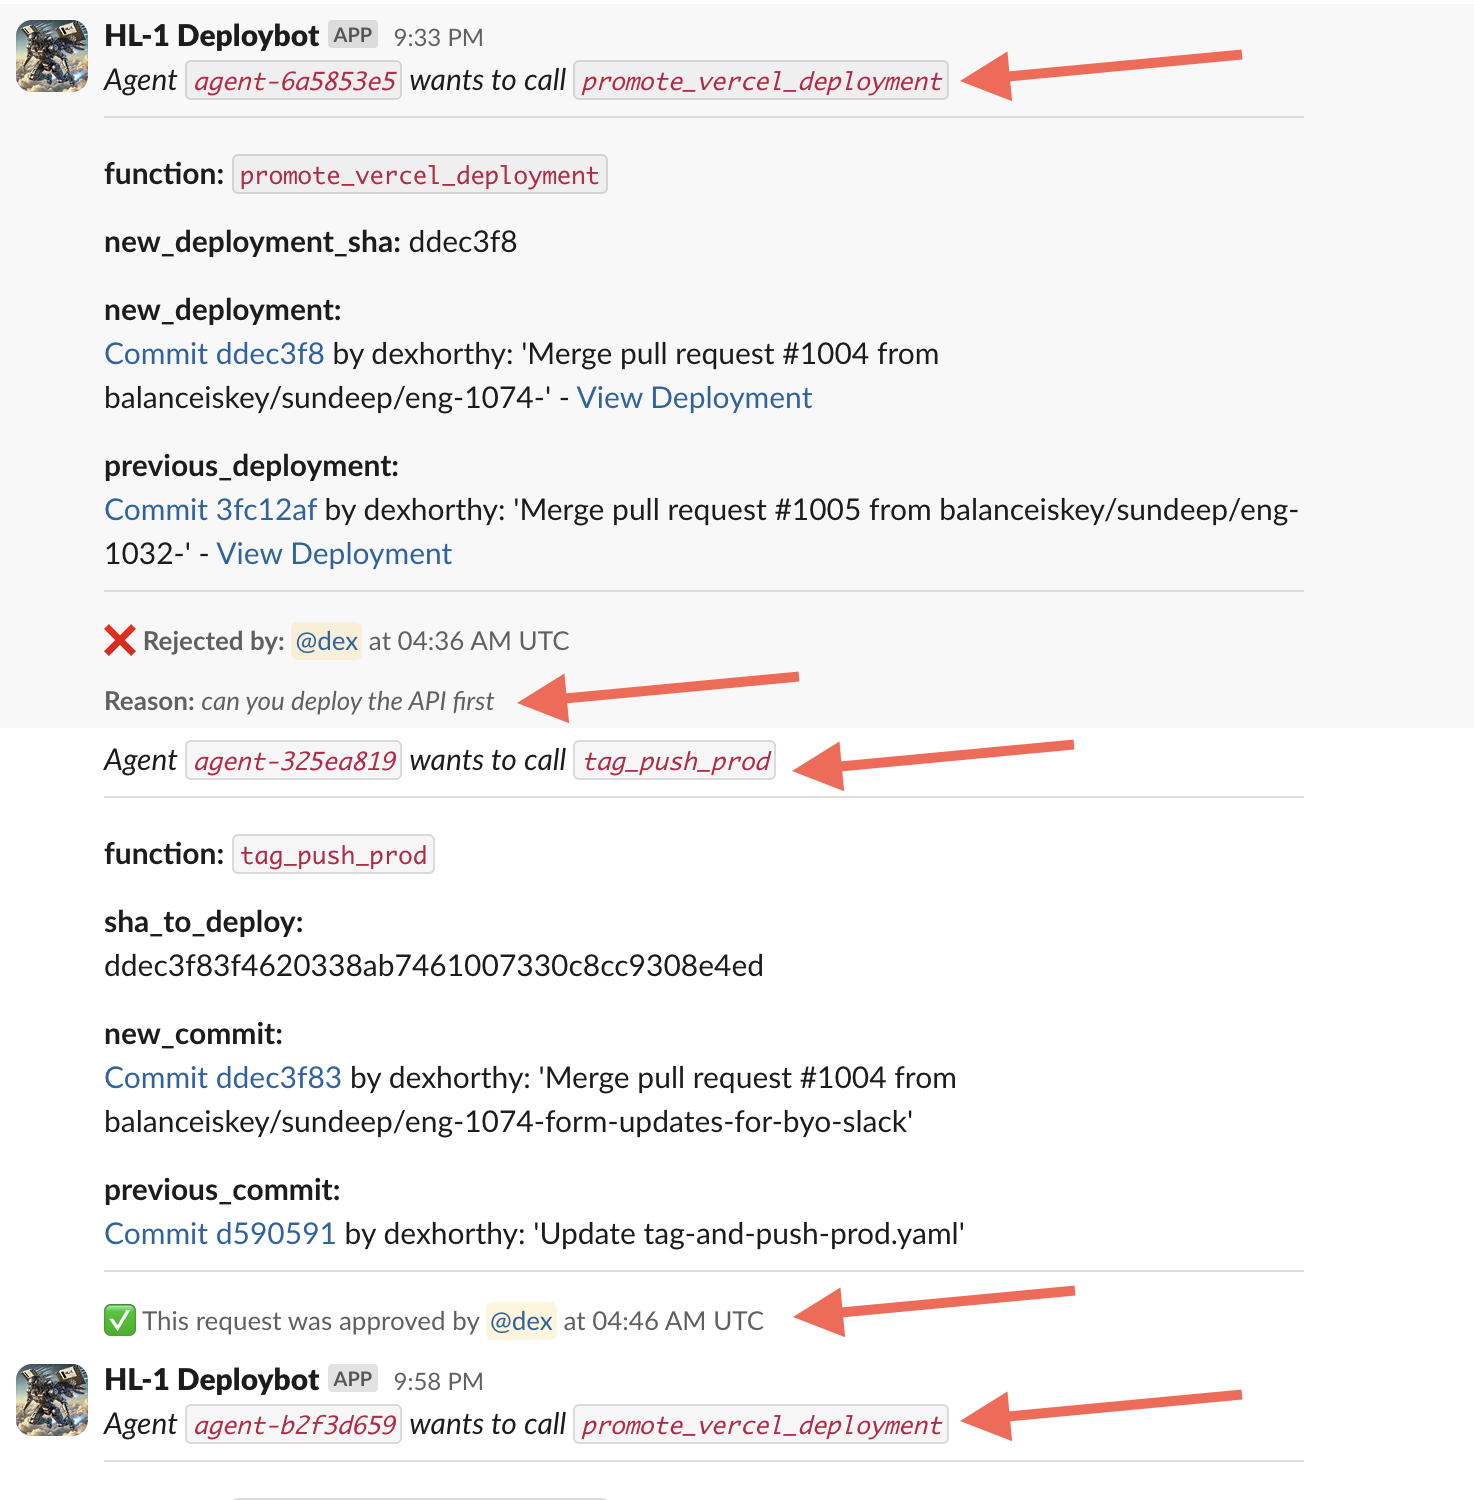 HL-1 Deploybot APP 9:33 PM
Agent agent-6a5853e5 wants to call promote_vercel_deployment
function: promote_vercel_deployment
new_deployment_sha: ddec3f8
new_deployment:
Commit ddec3f8 by dexhorthy: 'Merge pull request #1004 from
balanceiskey/sundeep/eng-1074-' - View Deployment
previous_deployment:
Commit 3fc12af by dexhorthy: 'Merge pull request #1005 from balanceiskey/sundeep/eng-
1032-' - View Deployment
❌ Rejected by: @dex at 04:36 AM UTC
Reason: can you deploy the API first
Agent agent-325ea819 wants to call tag_push_prod
function: tag_push_prod
sha_to_deploy:
ddec3f83f4620338ab7461007330c8cc9308e4ed
new_commit:
Commit ddec3f83 by dexhorthy: 'Merge pull request #1004 from
balanceiskey/sundeep/eng-1074-form-updates-for-byo-slack'
previous_commit:
Commit d590591 by dexhorthy: 'Update tag-and-push-prod.yaml'
✅ This request was approved by @dex at 04:46 AM UTC
HL-1 Deploybot APP 9:58 PM
Agent agent-b2f3d659 wants to call promote_vercel_deployment